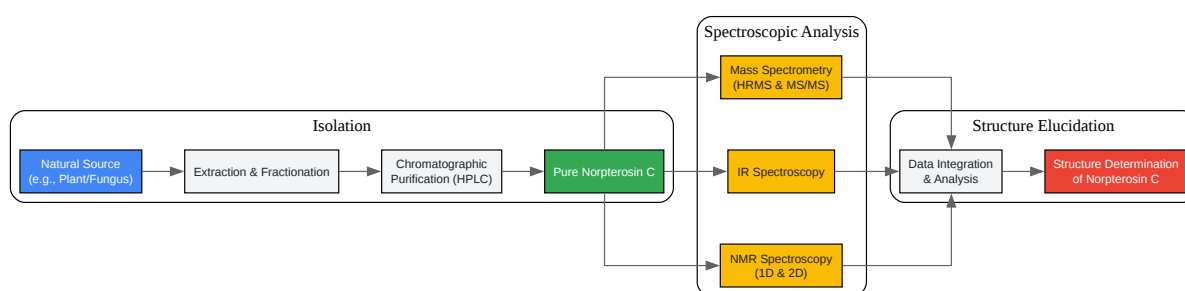 Isolation
Natural Source
(e.g., Plant/Fungus)
Extraction & Fractionation
Chromatographic
Purification (HPLC)
Pure Norpterosin C
Spectroscopic Analysis
Mass Spectrometry
(HRMS & MS/MS)
IR Spectroscopy
NMR Spectroscopy
(1D & 2D)
Structure Elucidation
Data Integration
& Analysis
Structure Determination
of Norpterosin C